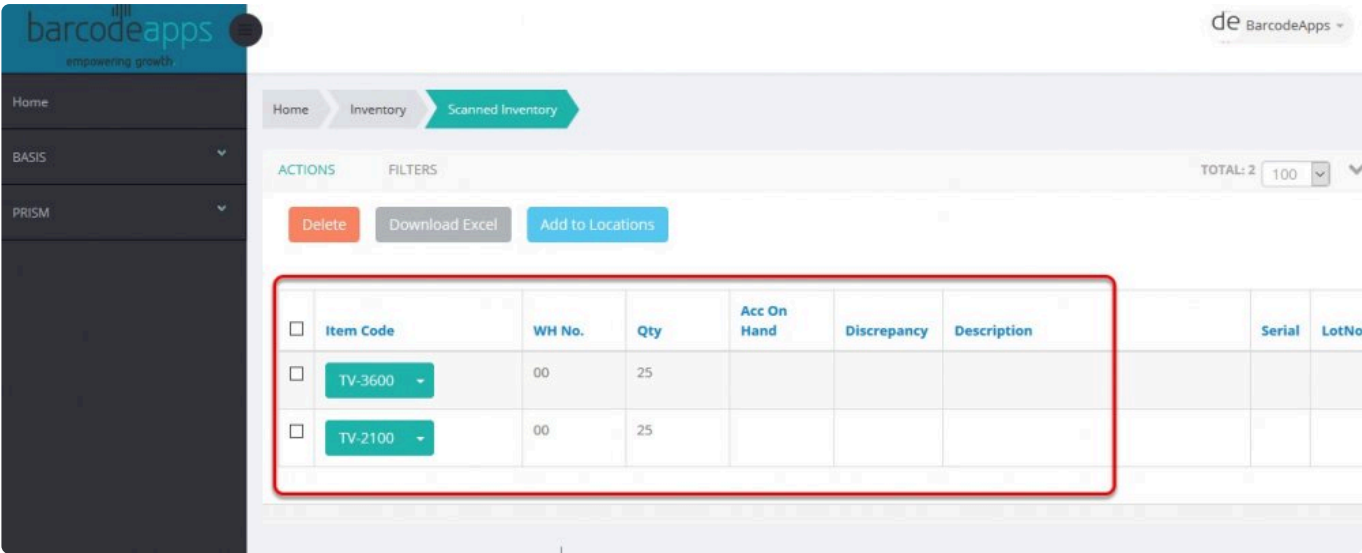 barcodeapps
empowering growth
de BarcodeApps
Home
BASIS
PRISM
Home Inventory Scanned Inventory
ACTIONS FILTERS TOTAL: 2 100
Delete Download Excel Add to Locations
Item Code WH No. Qty Acc On Hand Discrepancy Description Serial LotNo
TV-3600 00 25
TV-2100 00 25